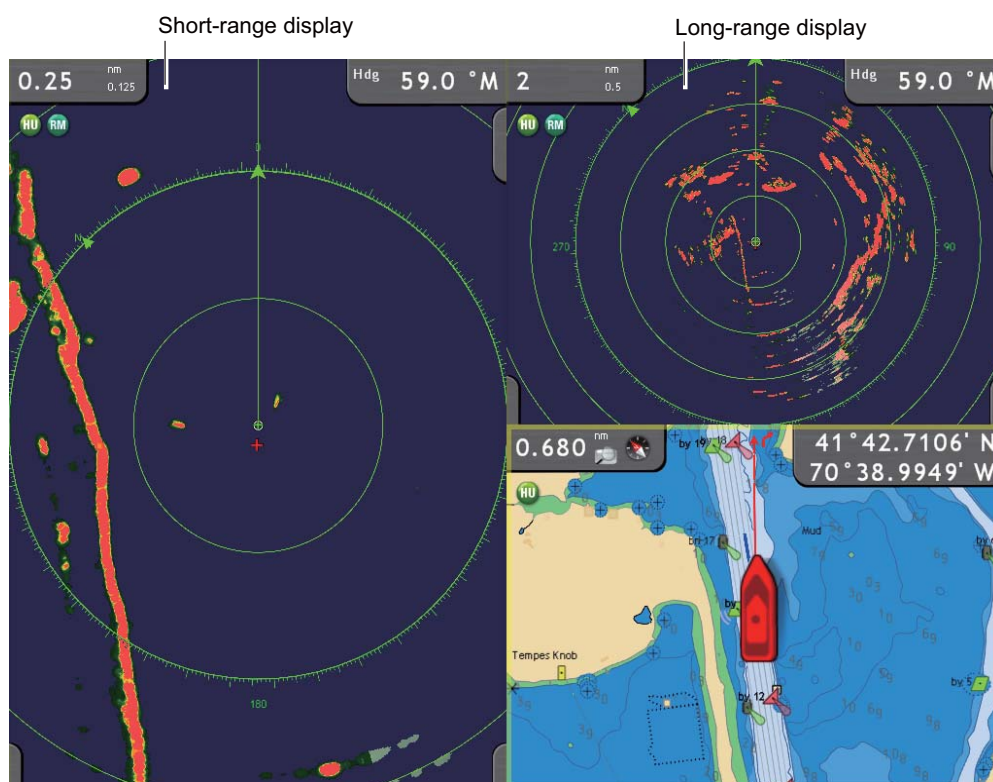 Short-range display
Long-range display
0.25 nm 0.125
Hdg 59.0 °M
HU RM
N
0
180
2 nm 0.5
Hdg 59.0 °M
HU RM
N
270
90
0.680 nm
by 19
18
41°42.7106' N
70°38.9949' W
HU
Mud
by
Tempes Knob
by 12
by 5